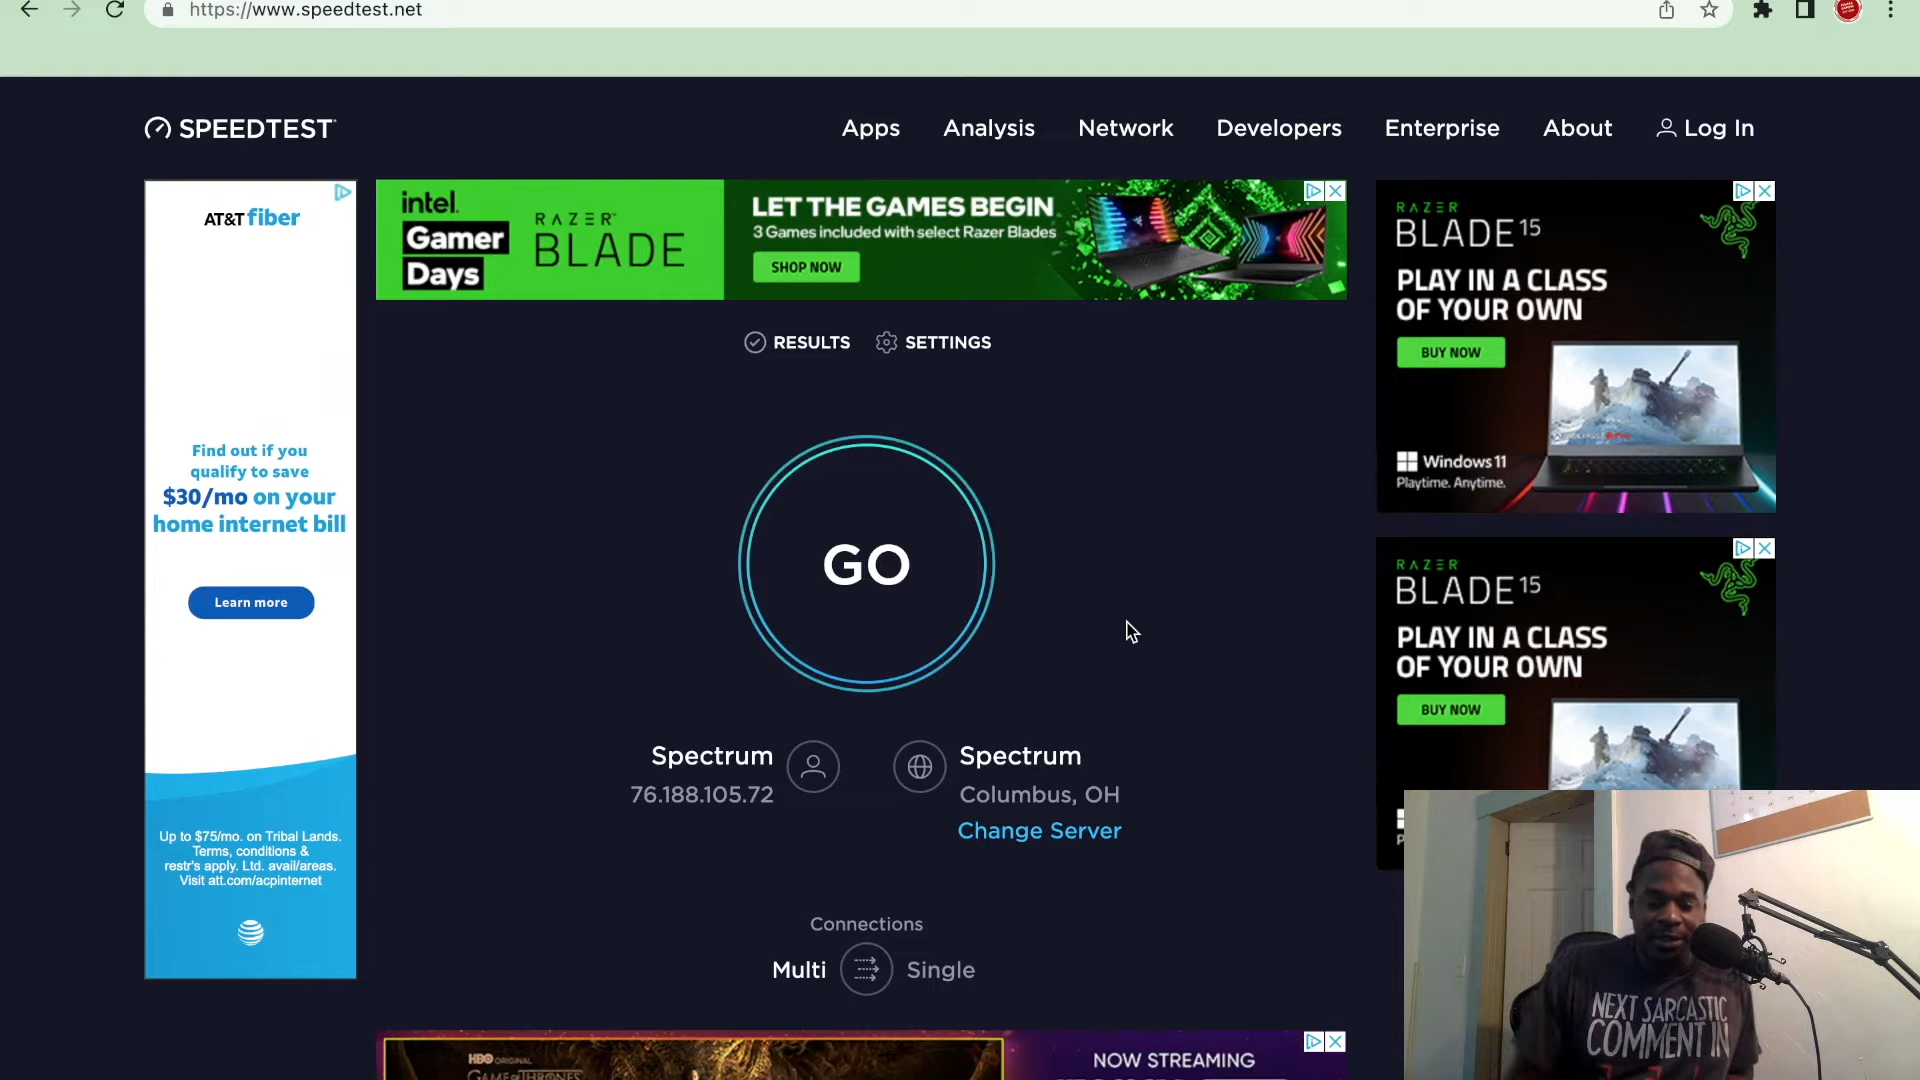 https://www.speedtest.net
SPEEDTEST
Apps
Analysis
Network
Developers
Enterprise
About
Log In
AT&T fiber
Find out if you
qualify to save
$30/mo on your
home internet bill
Learn more
Up to $75/mo. on Tribal Lands.
Terms, conditions &
restr's apply. Ltd. avail/areas.
Visit att.com/acpinternet
intel.
Gamer
Days
RAZER™
BLADE
LET THE GAMES BEGIN
3 Games included with select Razer Blades
SHOP NOW
RESULTS
SETTINGS
GO
Spectrum
76.188.105.72
Spectrum
Columbus, OH
Change Server
Connections
Multi
Single
RAZER
BLADE 15
PLAY IN A CLASS
OF YOUR OWN
BUY NOW
Windows 11
Playtime. Anytime.
RAZER
BLADE 15
PLAY IN A CLASS
OF YOUR OWN
BUY NOW
HBO ORIGINAL
GAME OF THRONES
NOW STREAMING
NEXT SARCASTIC
COMMENT IN